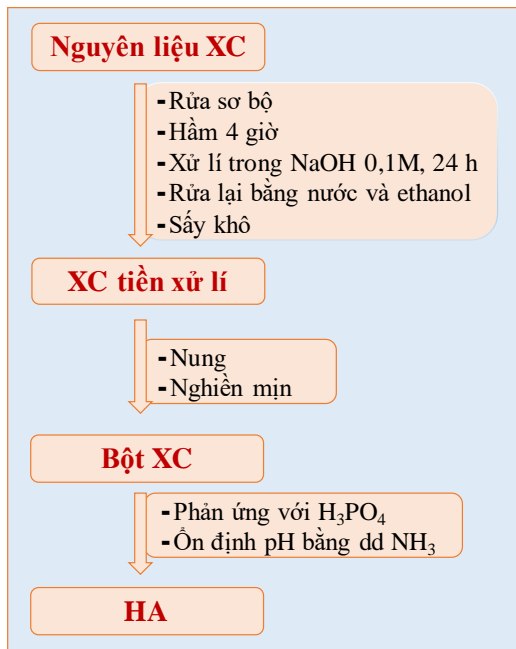 Nguyên liệu XC
-Rửa sơ bộ
-Hầm 4 giờ
-Xử lí trong NaOH 0,1M, 24 h
-Rửa lại bằng nước và ethanol
-Sấy khô
XC tiền xử lí
-Nung
-Nghiền mịn
Bột XC
-Phản ứng với H₃PO₄
-Ổn định pH bằng dd NH₃
HA